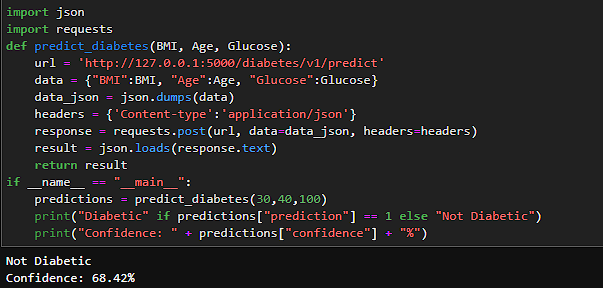 import json
import requests
def predict_diabetes(BMI, Age, Glucose):
    url = 'http://127.0.0.1:5000/diabetes/v1/predict'
    data = {"BMI":BMI, "Age":Age, "Glucose":Glucose}
    data_json = json.dumps(data)
    headers = {'Content-type':'application/json'}
    response = requests.post(url, data=data_json, headers=headers)
    result = json.loads(response.text)
    return result
if __name__ == "__main__":
    predictions = predict_diabetes(30,40,100)
    print("Diabetic" if predictions["prediction"] == 1 else "Not Diabetic")
    print("Confidence: " + predictions["confidence"] + "%")
Not Diabetic
Confidence: 68.42%